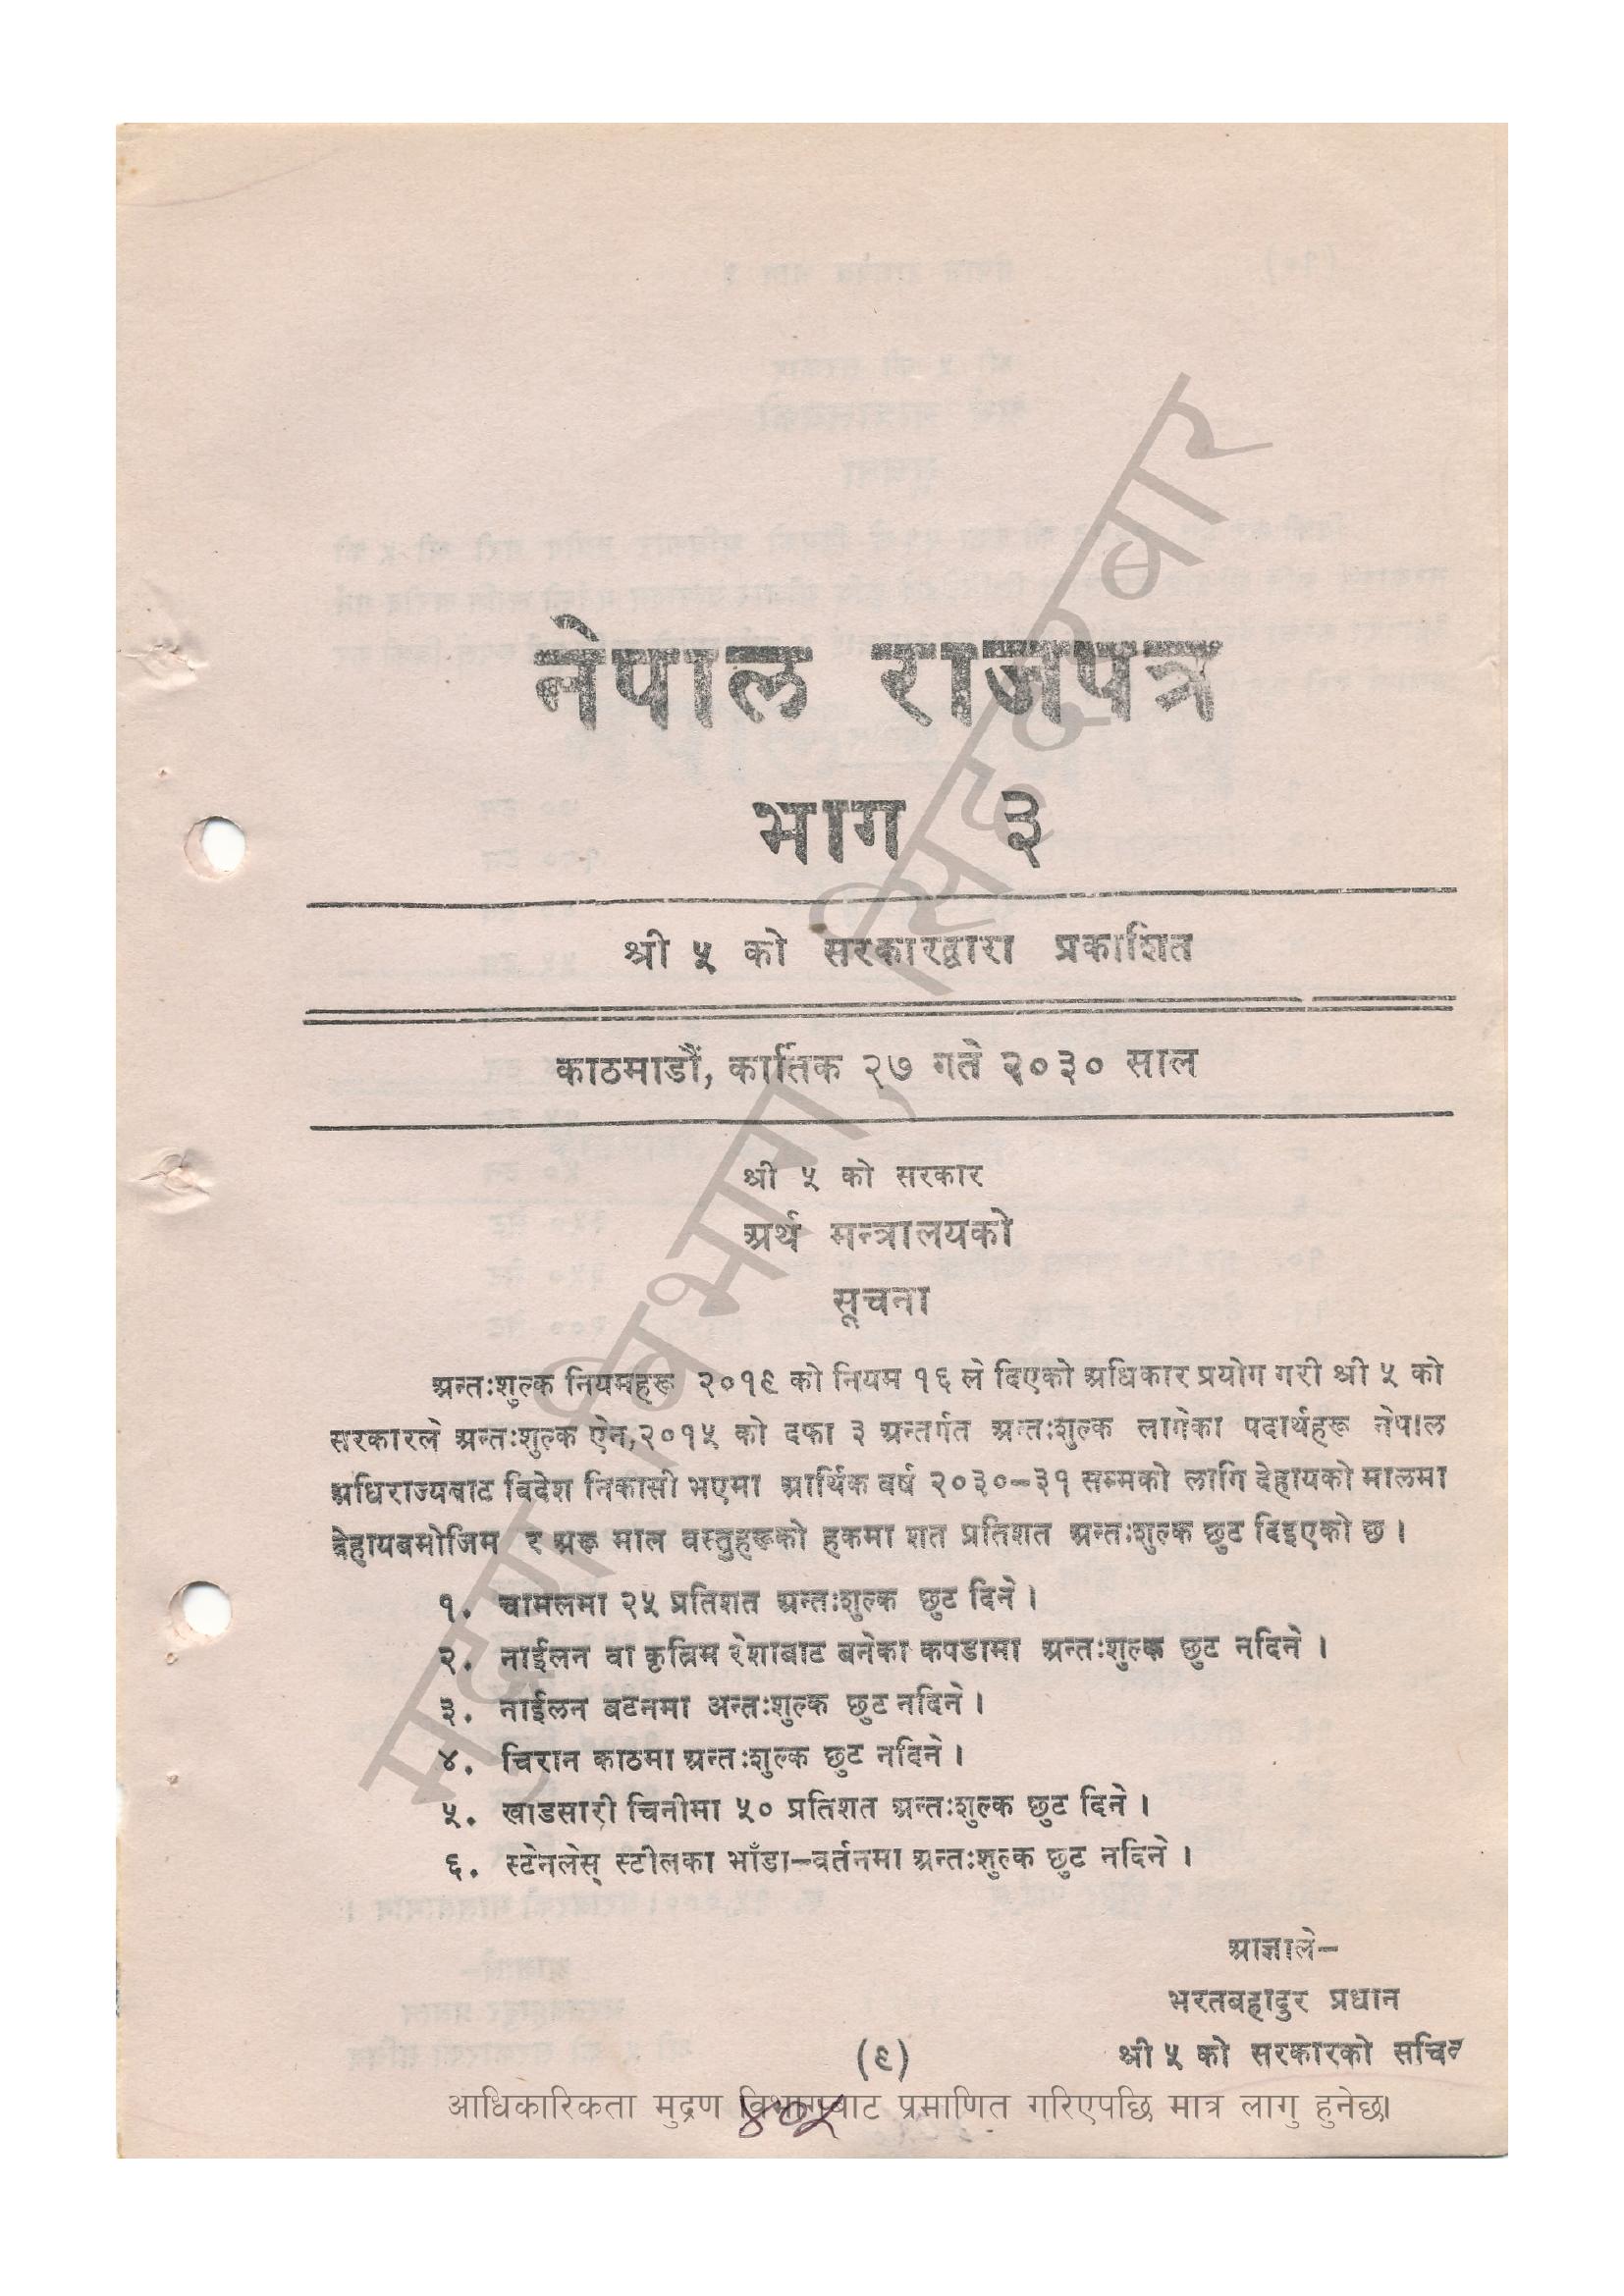 नेपाल राजपत्र
भाग ३
श्री ५ को सरकारद्वारा प्रकाशित
काठमाडौं, कार्तिक २७ गते २०३० साल
श्री ५ को सरकार
अर्थ मन्त्रालयको
सूचना
अन्तःशुल्क नियमहरू २०१९ को नियम १६ ले दिएको अधिकार प्रयोग गरी श्री ५ को
सरकारले अन्तःशुल्क ऐन,२०१५ को दफा ३ अन्तर्गत अन्तःशुल्क लागेका पदार्थहरू नेपाल
अधिराज्यबाट विदेश निकासी भएमा आर्थिक वर्ष २०३०–३१ सम्मको लागि देहायको मालमा
देहायबमोजिम र अरू माल वस्तुहरूको हकमा शत प्रतिशत अन्तःशुल्क छुट दिइएको छ ।
१. चामलमा २५ प्रतिशत अन्तःशुल्क छुट दिने ।
२. नाईलन वा कृत्रिम रेशाबाट बनेका कपडामा अन्तःशुल्क छुट नदिने ।
३. नाईलन बटनमा अन्तःशुल्क छुट नदिने ।
४. चिरान काठमा अन्तःशुल्क छुट नदिने ।
५. खाडसारी चिनीमा ५० प्रतिशत अन्तःशुल्क छुट दिने ।
६. स्टेनलेस् स्टीलका भाँडा–वर्तनमा अन्तःशुल्क छुट नदिने ।
आज्ञाले–
भरतबहादुर प्रधान
श्री ५ को सरकारको सचिव
(९)
आधिकारिकता मुद्रण विभागबाट प्रमाणित गरिएपछि मात्र लागु हुनेछ।
४०५
मुद्रण विभाग, सिंहदरबार